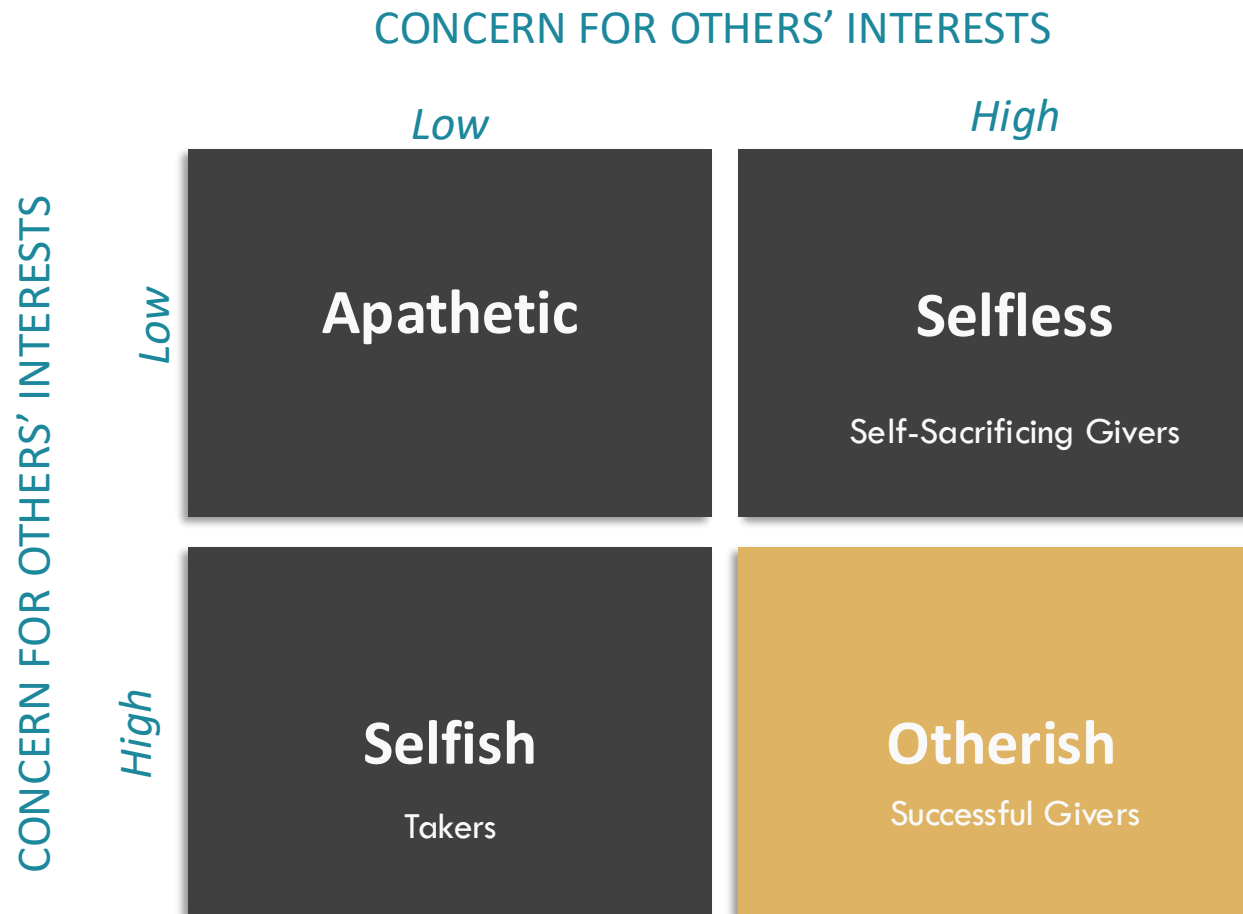 CONCERN FOR OTHERS’ INTERESTS
Low
High
CONCERN FOR OTHERS’ INTERESTS
Low
Apathetic
Selfless
Self-Sacrificing Givers
High
Selfish
Takers
Otherish
Successful Givers